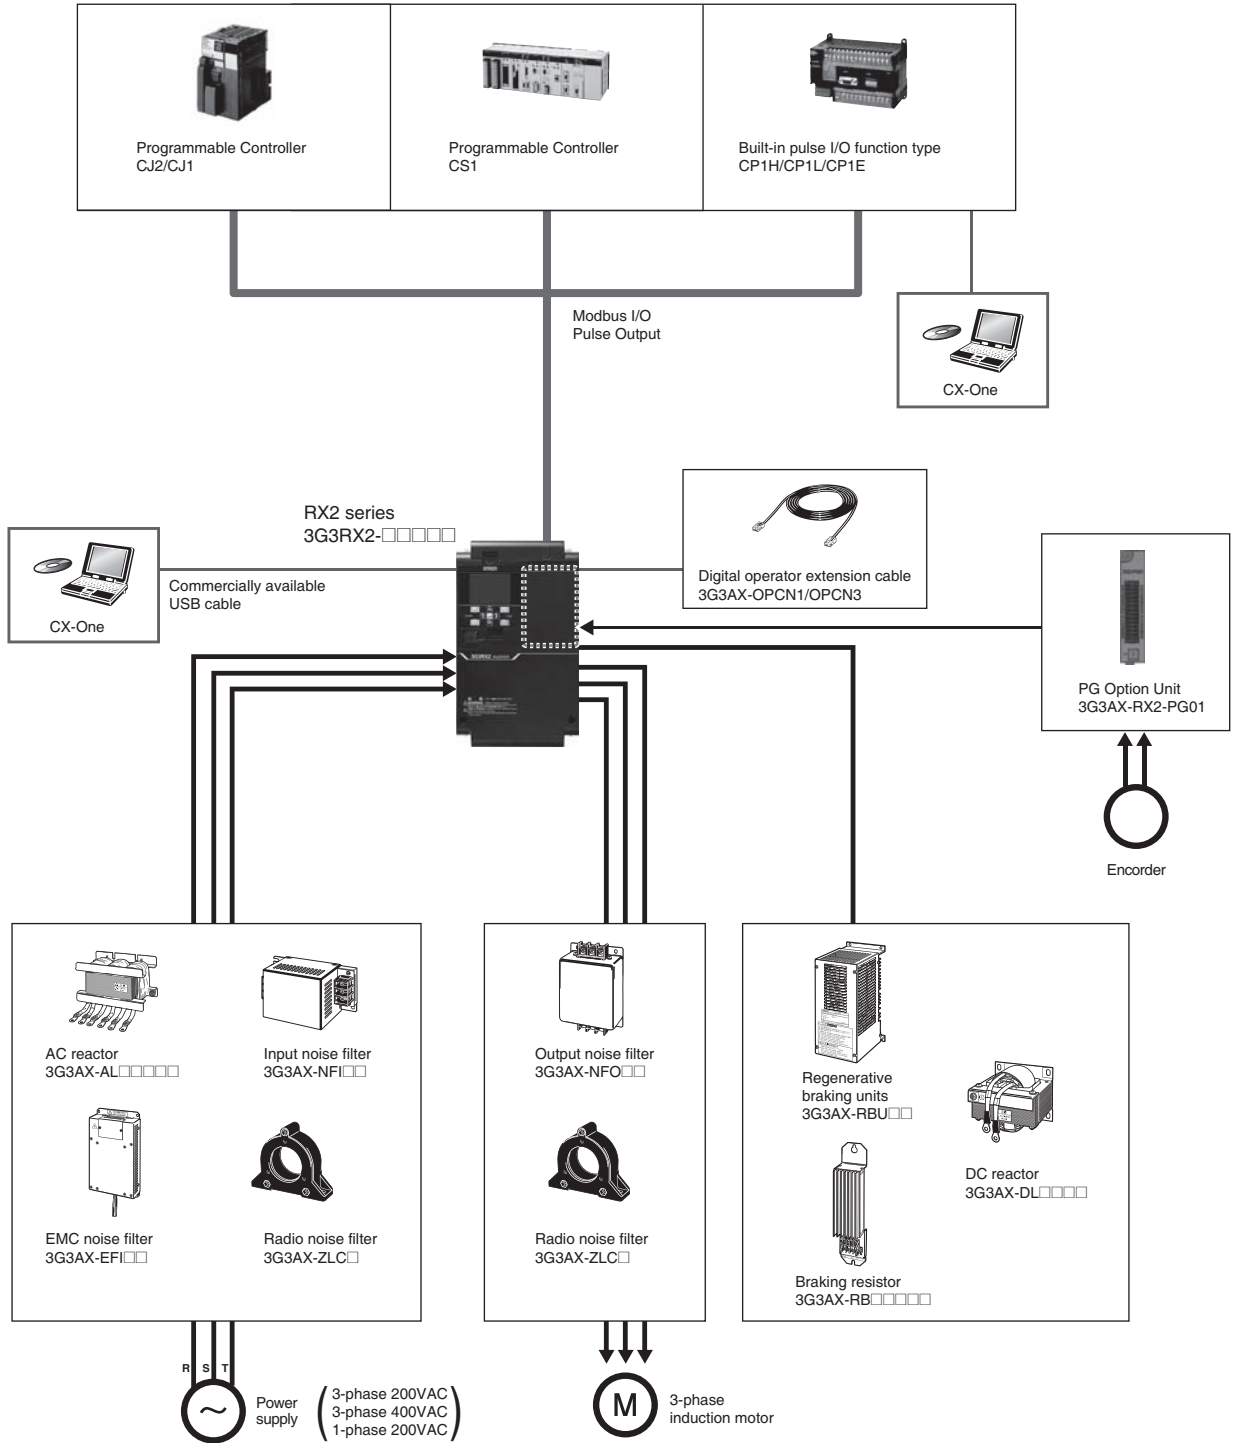 Programmable Controller
CJ2/CJ1
Programmable Controller
CS1
Built-in pulse I/O function type
CP1H/CP1L/CP1E
Modbus I/O
Pulse Output
CX-One
RX2 series
3G3RX2-□□□□□
Commercially available
USB cable
CX-One
Digital operator extension cable
3G3AX-OPCN1/OPCN3
PG Option Unit
3G3AX-RX2-PG01
Encorder
AC reactor
3G3AX-AL□□□□□
Input noise filter
3G3AX-NFI□□
EMC noise filter
3G3AX-EFI□□
Radio noise filter
3G3AX-ZLC□
Output noise filter
3G3AX-NFO□□
Radio noise filter
3G3AX-ZLC□
Regenerative
braking units
3G3AX-RBU□□
DC reactor
3G3AX-DL□□□□
Braking resistor
3G3AX-RB□□□□□
R S T
Power
supply
3-phase 200VAC
3-phase 400VAC
1-phase 200VAC
M
3-phase
induction motor